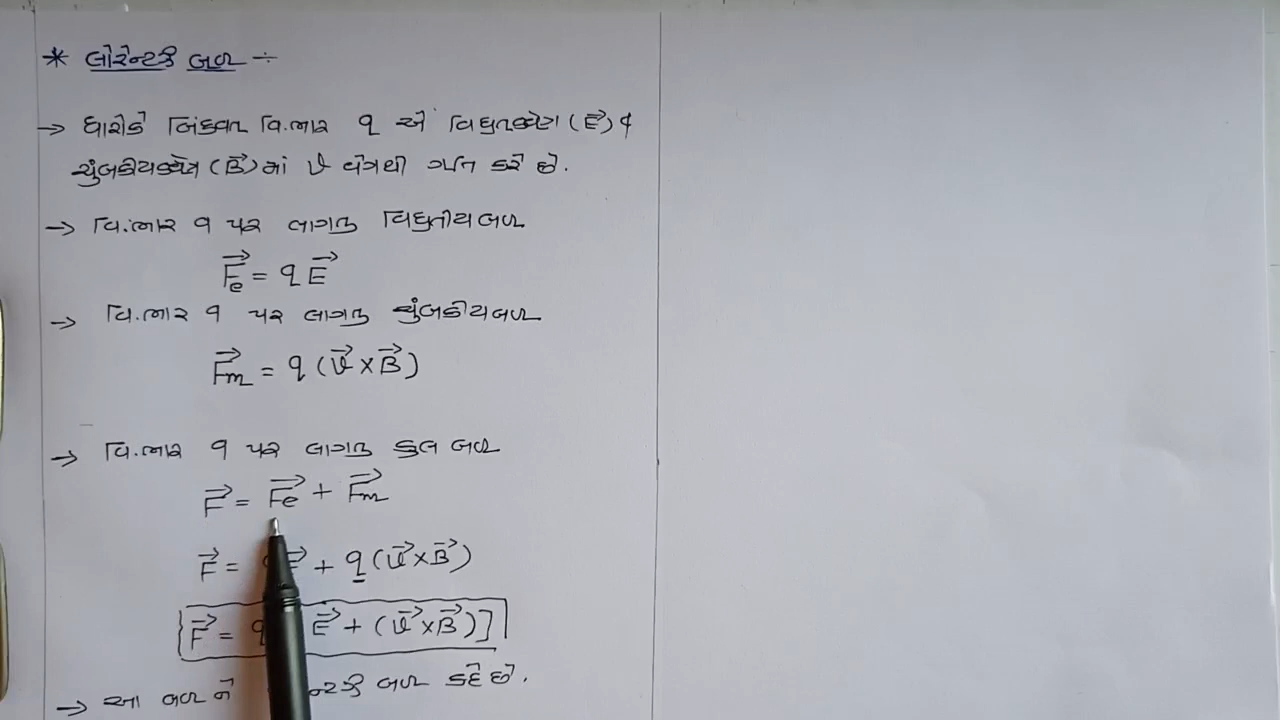 * લોરેન્ટઝ બળ ÷
→ ધારોકે બિંદુવત વિ.ભાર q એ વિદ્યુતક્ષેત્ર (E⃗) ને
ચુંબકીયક્ષેત્ર (B⃗) માં v વેગથી ગતિ કરે છે.
→ વિ.ભાર q પર લાગતુ વિદ્યુતીયબળ
F⃗e = qE⃗
→ વિ.ભાર q પર લાગતુ ચુંબકીયબળ
F⃗m = q (v⃗ × B⃗)
→ વિ.ભાર q પર લાગતુ કુલ બળ
F⃗ = F⃗e + F⃗m
F⃗ = + q (v⃗ × B⃗)
F⃗ = q E⃗ + (v⃗ × B⃗)]
→ આ બળ ને બળ કહે છે.